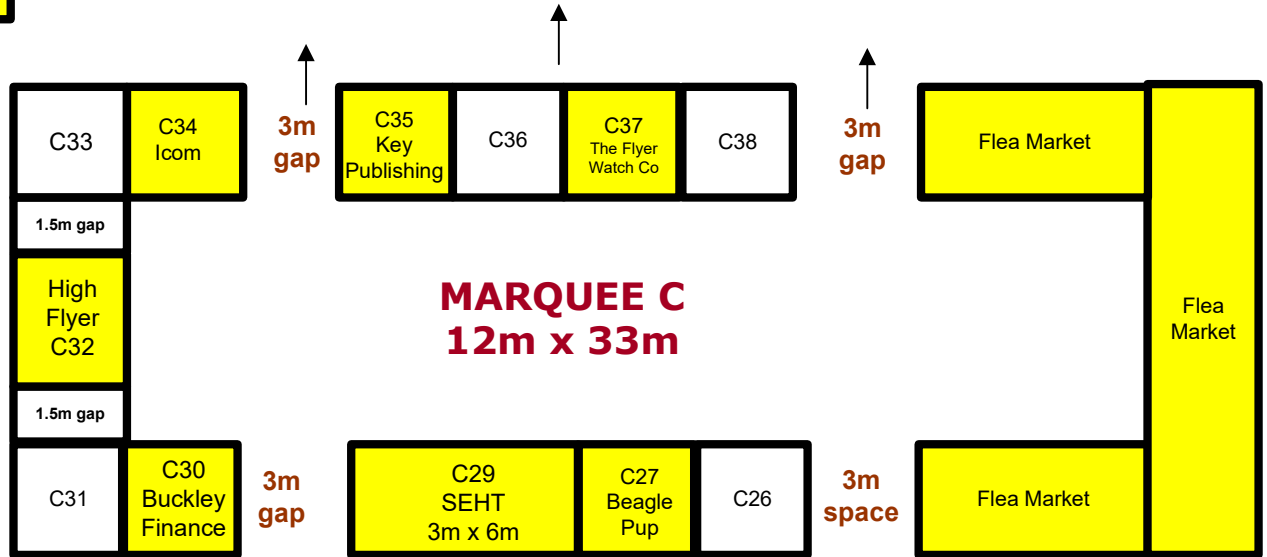 C33
C34
Icom
3m
gap
C35
Key
Publishing
C36
C37
The Flyer
Watch Co
C38
3m
gap
Flea Market
1.5m gap
High
Flyer
C32
1.5m gap
MARQUEE C
12m x 33m
Flea
Market
C31
C30
Buckley
Finance
3m
gap
C29
SEHT
3m x 6m
C27
Beagle
Pup
C26
3m
space
Flea Market